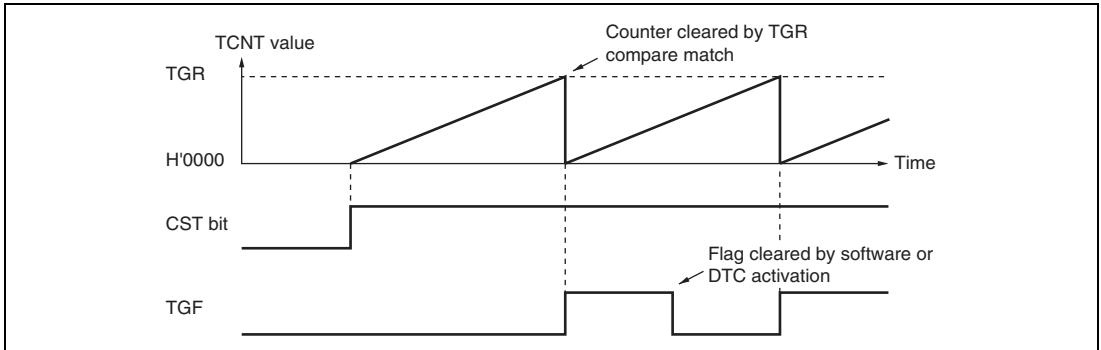 Counter cleared by TGR
compare match
TCNT value
TGR
H'0000
Time
CST bit
Flag cleared by software or
DTC activation
TGF